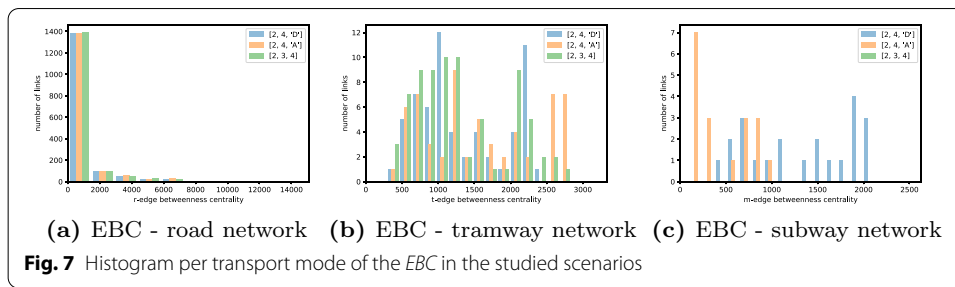 [2, 4, 'D']
[2, 4, 'A']
[2, 3, 4]
number of links
1400
1200
1000
800
600
400
200
0
0 2000 4000 6000 8000 10000 12000 14000
r-edge betweenness centrality
[2, 4, 'D']
[2, 4, 'A']
[2, 3, 4]
number of links
12
10
8
6
4
2
0
0 500 1000 1500 2000 2500 3000
t-edge betweenness centrality
[2, 4, 'D']
[2, 4, 'A']
[2, 3, 4]
number of links
7
6
5
4
3
2
1
0
0 500 1000 1500 2000 2500
m-edge betweenness centrality
(a) EBC - road network (b) EBC - tramway network (c) EBC - subway network
Fig. 7 Histogram per transport mode of the EBC in the studied scenarios